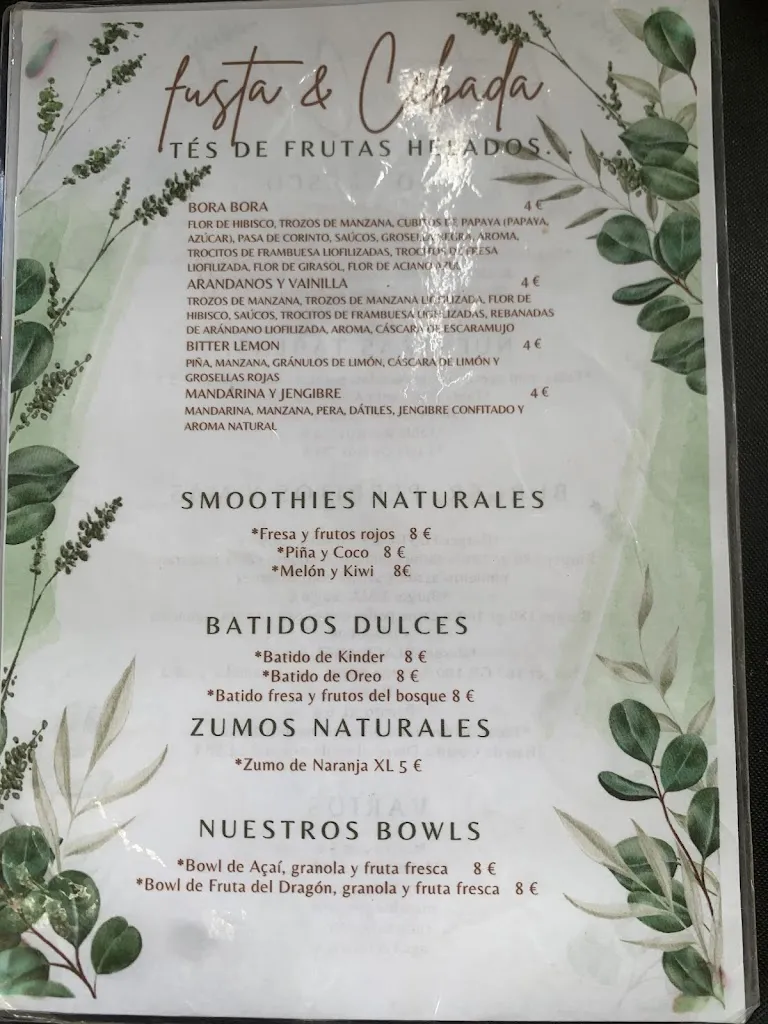 fusta & Cebada
TÉS DE FRUTAS HELADOS...
BORA BORA 4 €
FLOR DE HIBISCO, TROZOS DE MANZANA, CUBITOS DE PAPAYA (PAPAYA,
AZÚCAR), PASA DE CORINTO, SAÚCOS, GROSELLA NEGRA, AROMA,
TROCITOS DE FRAMBUESA LIOFILIZADAS, TROCITOS DE FRESA
LIOFILIZADA, FLOR DE GIRASOL, FLOR DE ACIANO AZUL
ARANDANOS Y VAINILLA 4 €
TROZOS DE MANZANA, TROZOS DE MANZANA LIOFILIZADA, FLOR DE
HIBISCO, SAÚCOS, TROCITOS DE FRAMBUESA LIOFILIZADAS, REBANADAS
DE ARÁNDANO LIOFILIZADA, AROMA, CÁSCARA DE ESCARAMUJO
BITTER LEMON 4 €
PIÑA, MANZANA, GRÁNULOS DE LIMÓN, CÁSCARA DE LIMÓN Y
GROSELLAS ROJAS
MANDARINA Y JENGIBRE 4 €
MANDARINA, MANZANA, PERA, DÁTILES, JENGIBRE CONFITADO Y
AROMA NATURAL
SMOOTHIES NATURALES
*Fresa y frutos rojos 8 €
*Piña y Coco 8 €
*Melón y Kiwi 8€
BATIDOS DULCES
*Batido de Kinder 8 €
*Batido de Oreo 8 €
*Batido fresa y frutos del bosque 8 €
ZUMOS NATURALES
*Zumo de Naranja XL 5 €
NUESTROS BOWLS
*Bowl de Açaí, granola y fruta fresca 8 €
*Bowl de Fruta del Dragón, granola y fruta fresca 8 €